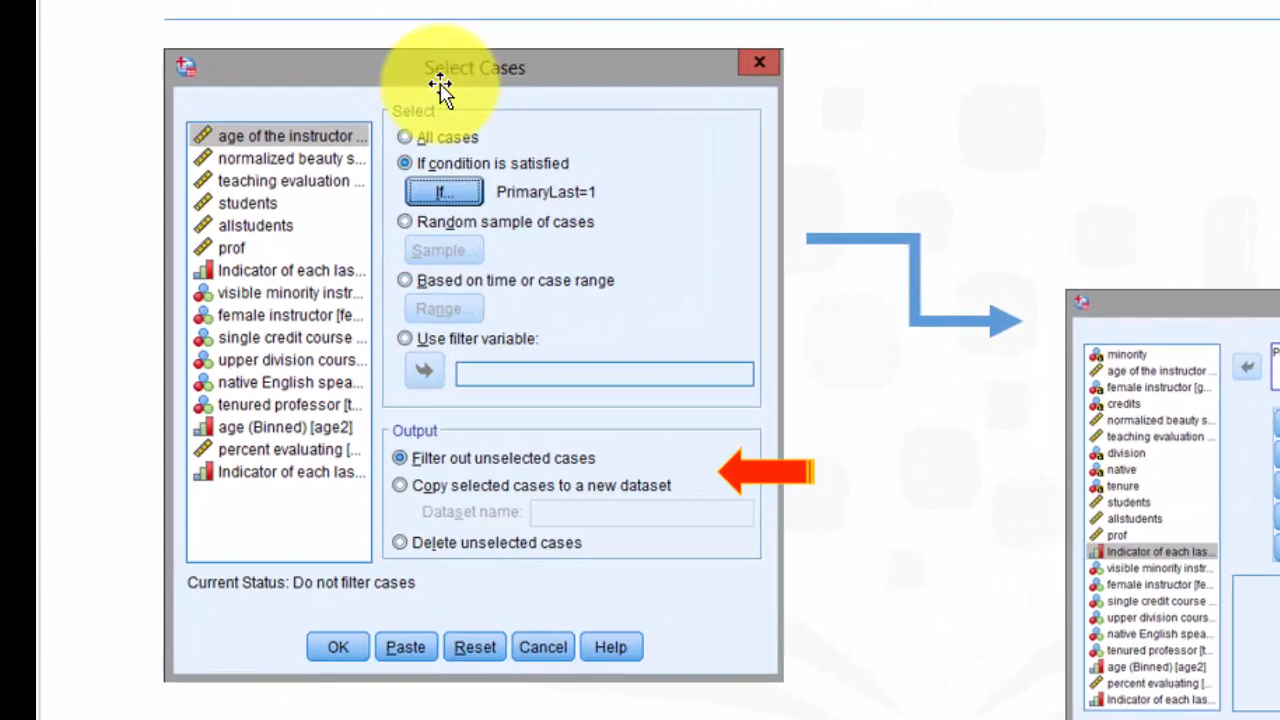 Select Cases
age of the instructor ...
normalized beauty s...
teaching evaluation ...
students
allstudents
prof
Indicator of each las...
visible minority instr...
female instructor [fe...
single credit course ...
upper division cours...
native English spea...
tenured professor [t...
age (Binned) [age2]
percent evaluating [...
Indicator of each las...
Select
All cases
If condition is satisfied
If... PrimaryLast=1
Random sample of cases
Sample...
Based on time or case range
Range...
Use filter variable:
Output
Filter out unselected cases
Copy selected cases to a new dataset
Dataset name:
Delete unselected cases
Current Status: Do not filter cases
OK Paste Reset Cancel Help
minority
age of the instructor ...
female instructor [g...
credits
normalized beauty s...
teaching evaluation ...
division
native
tenure
students
allstudents
prof
Indicator of each las...
visible minority instr...
female instructor [fe...
single credit course ...
upper division cours...
native English spea...
tenured professor [t...
age (Binned) [age2]
percent evaluating [...
Indicator of each las...